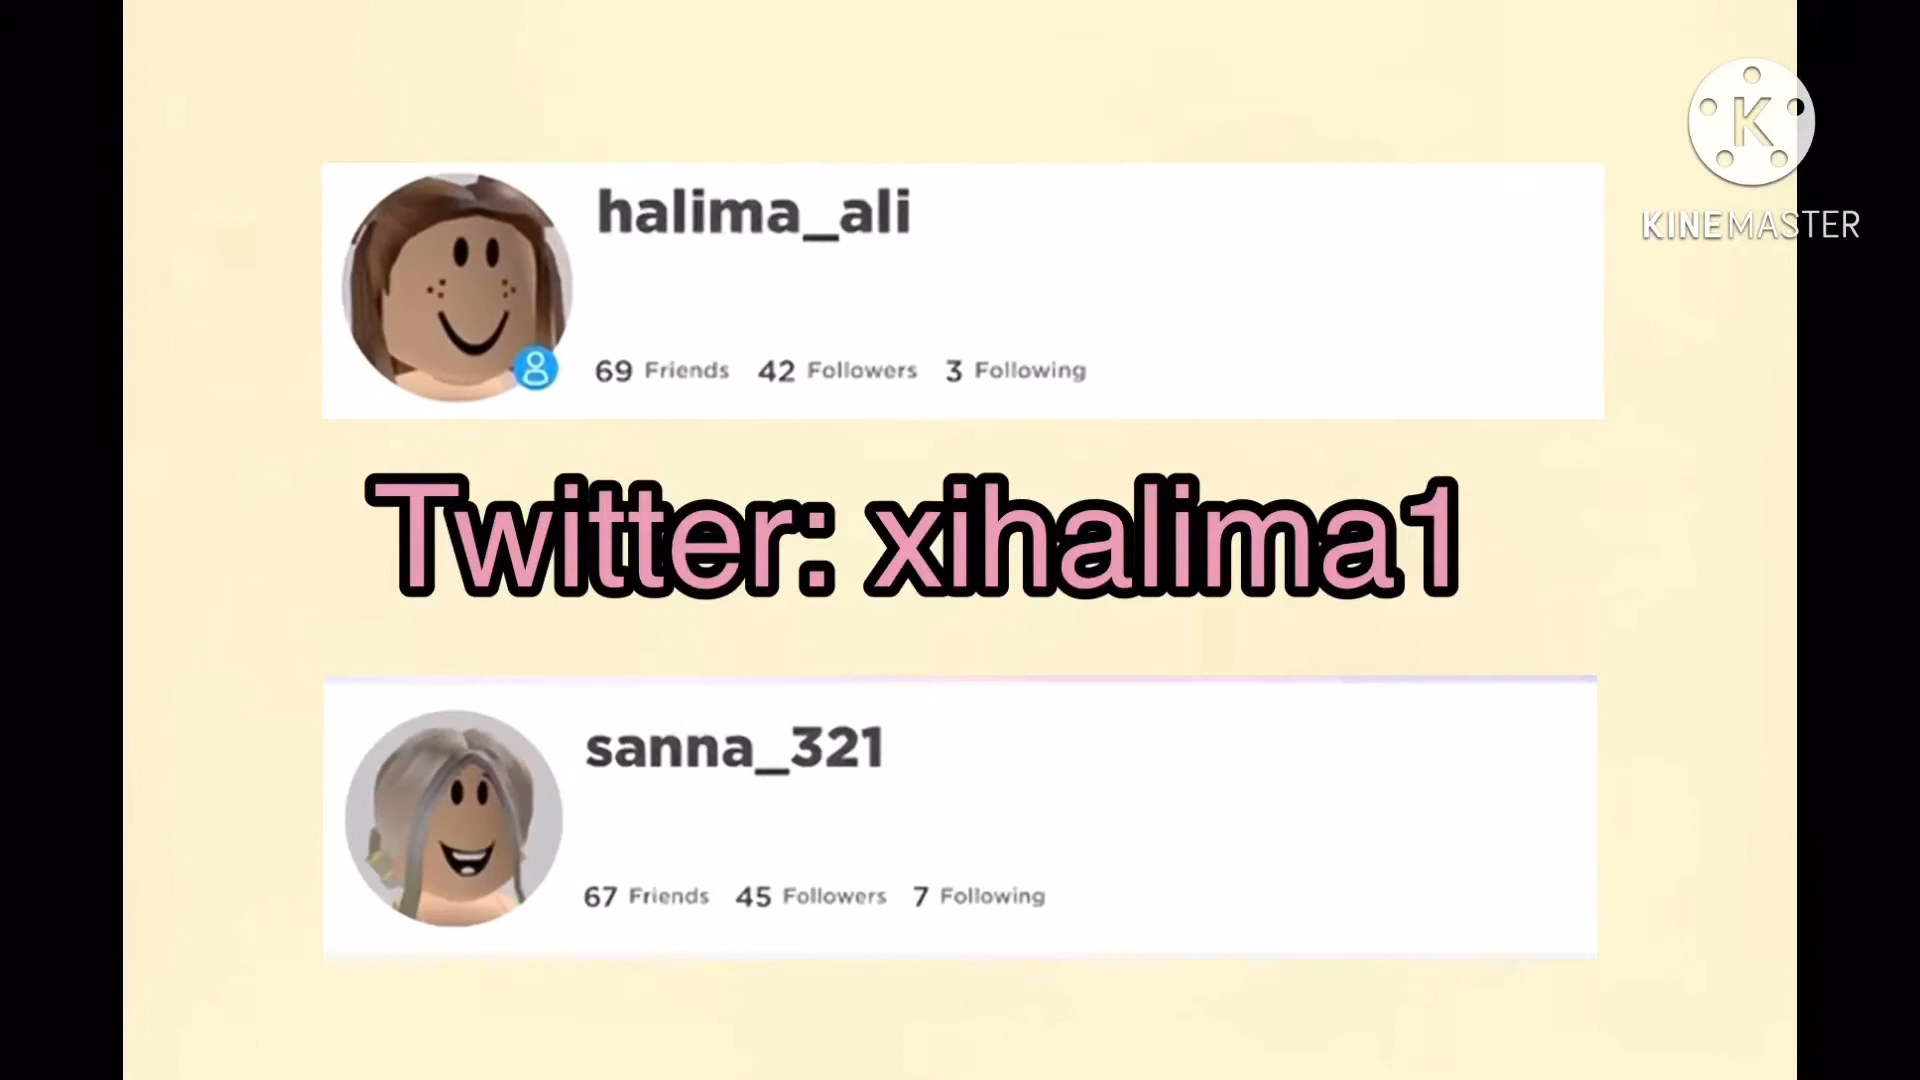 halima_ali
69 Friends 42 Followers 3 Following
K
KINEMASTER
Twitter: xihalima1
sanna_321
67 Friends 45 Followers 7 Following